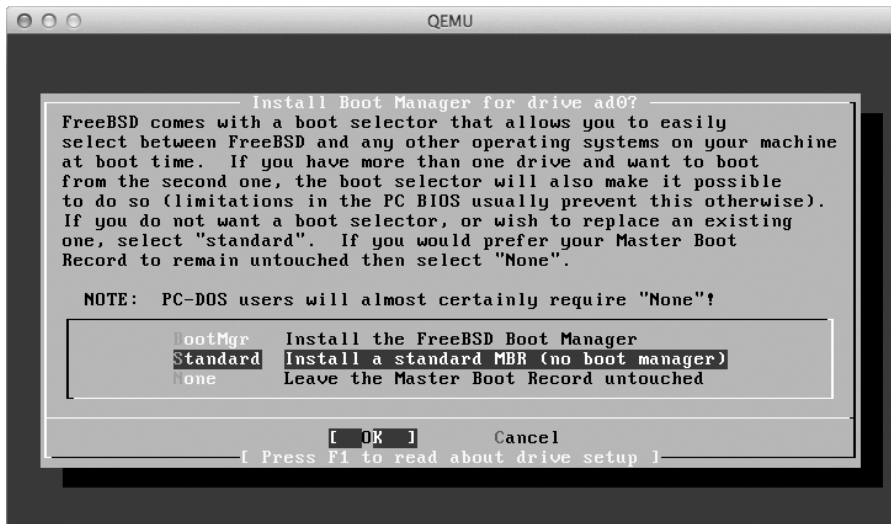 QEMU
Install Boot Manager for drive ad0?
FreeBSD comes with a boot selector that allows you to easily
select between FreeBSD and any other operating systems on your machine
at boot time.  If you have more than one drive and want to boot
from the second one, the boot selector will also make it possible
to do so (limitations in the PC BIOS usually prevent this otherwise).
If you do not want a boot selector, or wish to replace an existing
one, select "standard".  If you would prefer your Master Boot
Record to remain untouched then select "None".
NOTE:  PC-DOS users will almost certainly require "None"!
BootMgr   Install the FreeBSD Boot Manager
Standard  Install a standard MBR (no boot manager)
None      Leave the Master Boot Record untouched
[  OK  ]       Cancel
[ Press F1 to read about drive setup ]